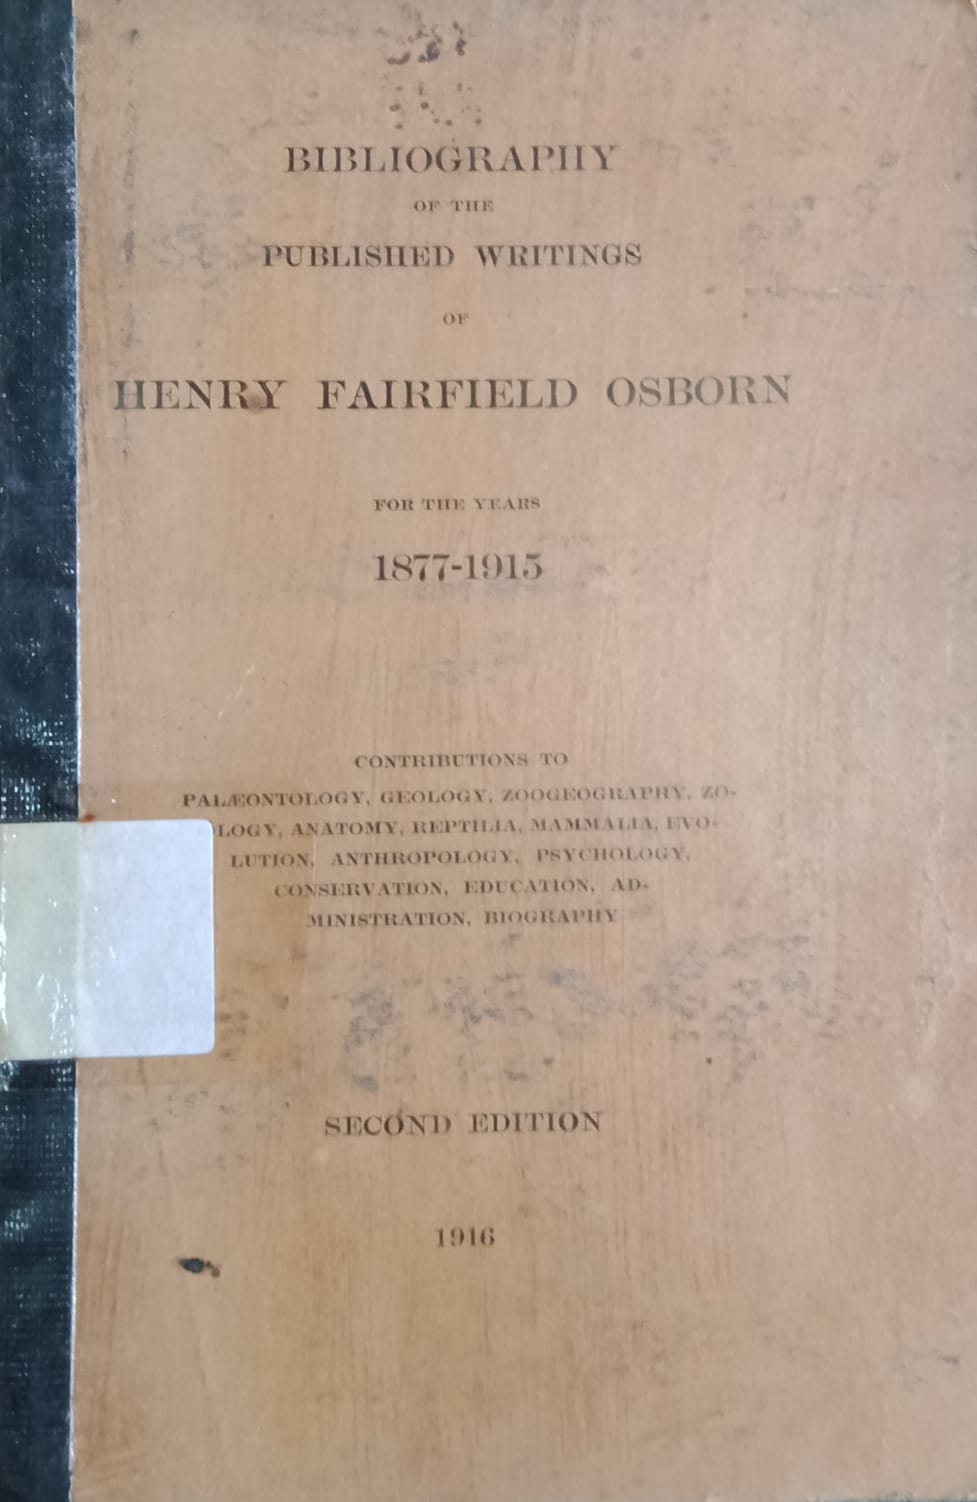 BIBLIOGRAPHY
OF THE
PUBLISHED WRITINGS
OF
HENRY FAIRFIELD OSBORN
FOR THE YEARS
1877-1915
CONTRIBUTIONS TO
PALÆONTOLOGY, GEOLOGY, ZOOGEOGRAPHY, ZO-
LOGY, ANATOMY, REPTILIA, MAMMALIA, EVO-
LUTION, ANTHROPOLOGY, PSYCHOLOGY,
CONSERVATION, EDUCATION, AD-
MINISTRATION, BIOGRAPHY
SECOND EDITION
1916